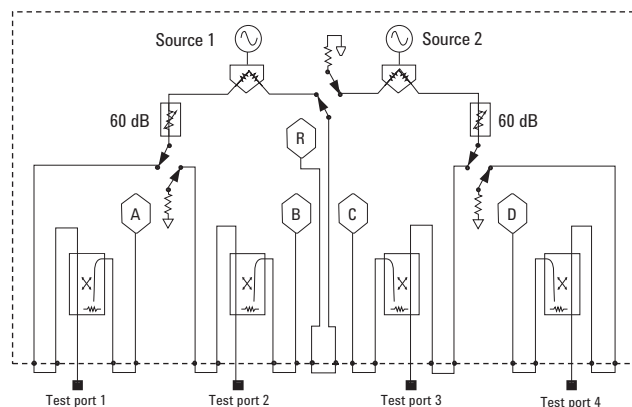 Source 1
Source 2
60 dB
60 dB
R
A
B
C
D
Test port 1
Test port 2
Test port 3
Test port 4